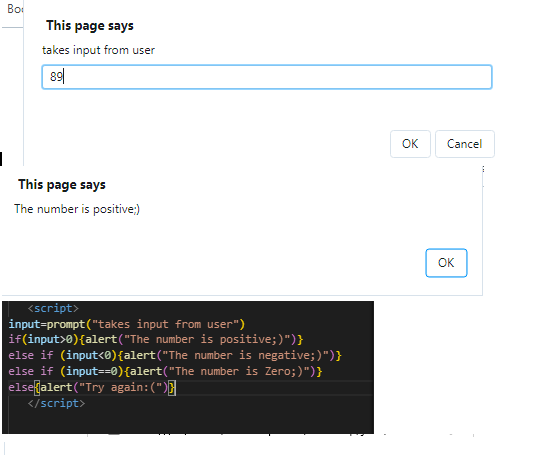 This page says
takes input from user
89
OK Cancel
This page says
The number is positive;)
OK
<script>
input=prompt("takes input from user")
if(input>0){alert("The number is positive;)")}
else if (input<0){alert("The number is negative;)")}
else if (input==0){alert("The number is Zero;)")}
else{alert("Try again:(")}
</script>